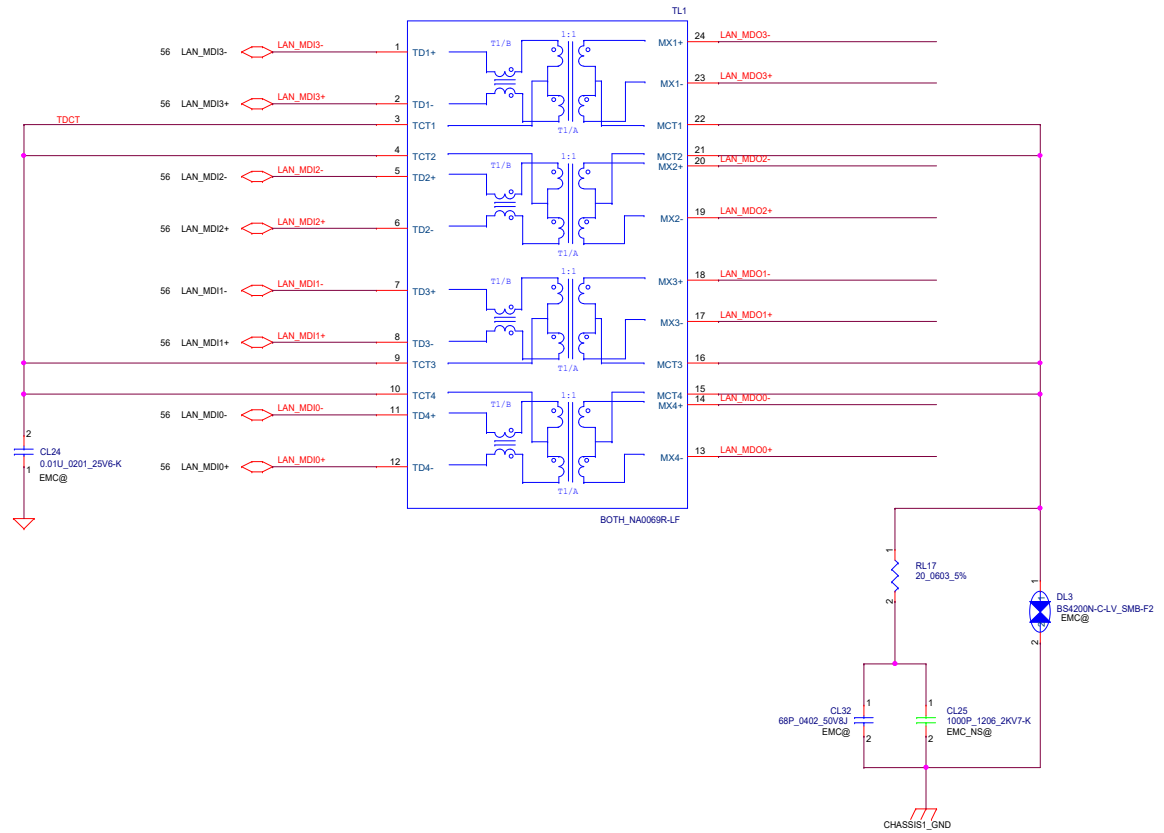 TL1
56 LAN_MDI3- LAN_MDI3- 1 TD1+ T1/B 1:1 MX1+ 24 LAN_MDO3-
MX1- 23 LAN_MDO3+
56 LAN_MDI3+ LAN_MDI3+ 2 TD1-
TDCT 3 TCT1 T1/A MCT1 22
4 TCT2 T1/B 1:1 MCT2 21
MX2+ 20 LAN_MDO2-
56 LAN_MDI2- LAN_MDI2- 5 TD2+
MX2- 19 LAN_MDO2+
56 LAN_MDI2+ LAN_MDI2+ 6 TD2-
T1/A
56 LAN_MDI1- LAN_MDI1- 7 TD3+ T1/B 1:1 MX3+ 18 LAN_MDO1-
MX3- 17 LAN_MDO1+
56 LAN_MDI1+ LAN_MDI1+ 8 TD3-
9 TCT3 T1/A MCT3 16
10 TCT4 T1/B 1:1 MCT4 15
MX4+ 14 LAN_MDO0-
56 LAN_MDI0- LAN_MDI0- 11 TD4+
MX4- 13 LAN_MDO0+
56 LAN_MDI0+ LAN_MDI0+ 12 TD4-
T1/A
BOTH_NA0069R-LF
2
CL24
0.01U_0201_25V6-K
1
EMC@
1
RL17
20_0603_5%
2
1
DL3
BS4200N-C-LV_SMB-F2
EMC@
2
1
CL32
68P_0402_50V8J
EMC@
2
1
CL25
1000P_1206_2KV7-K
EMC_NS@
2
CHASSIS1_GND